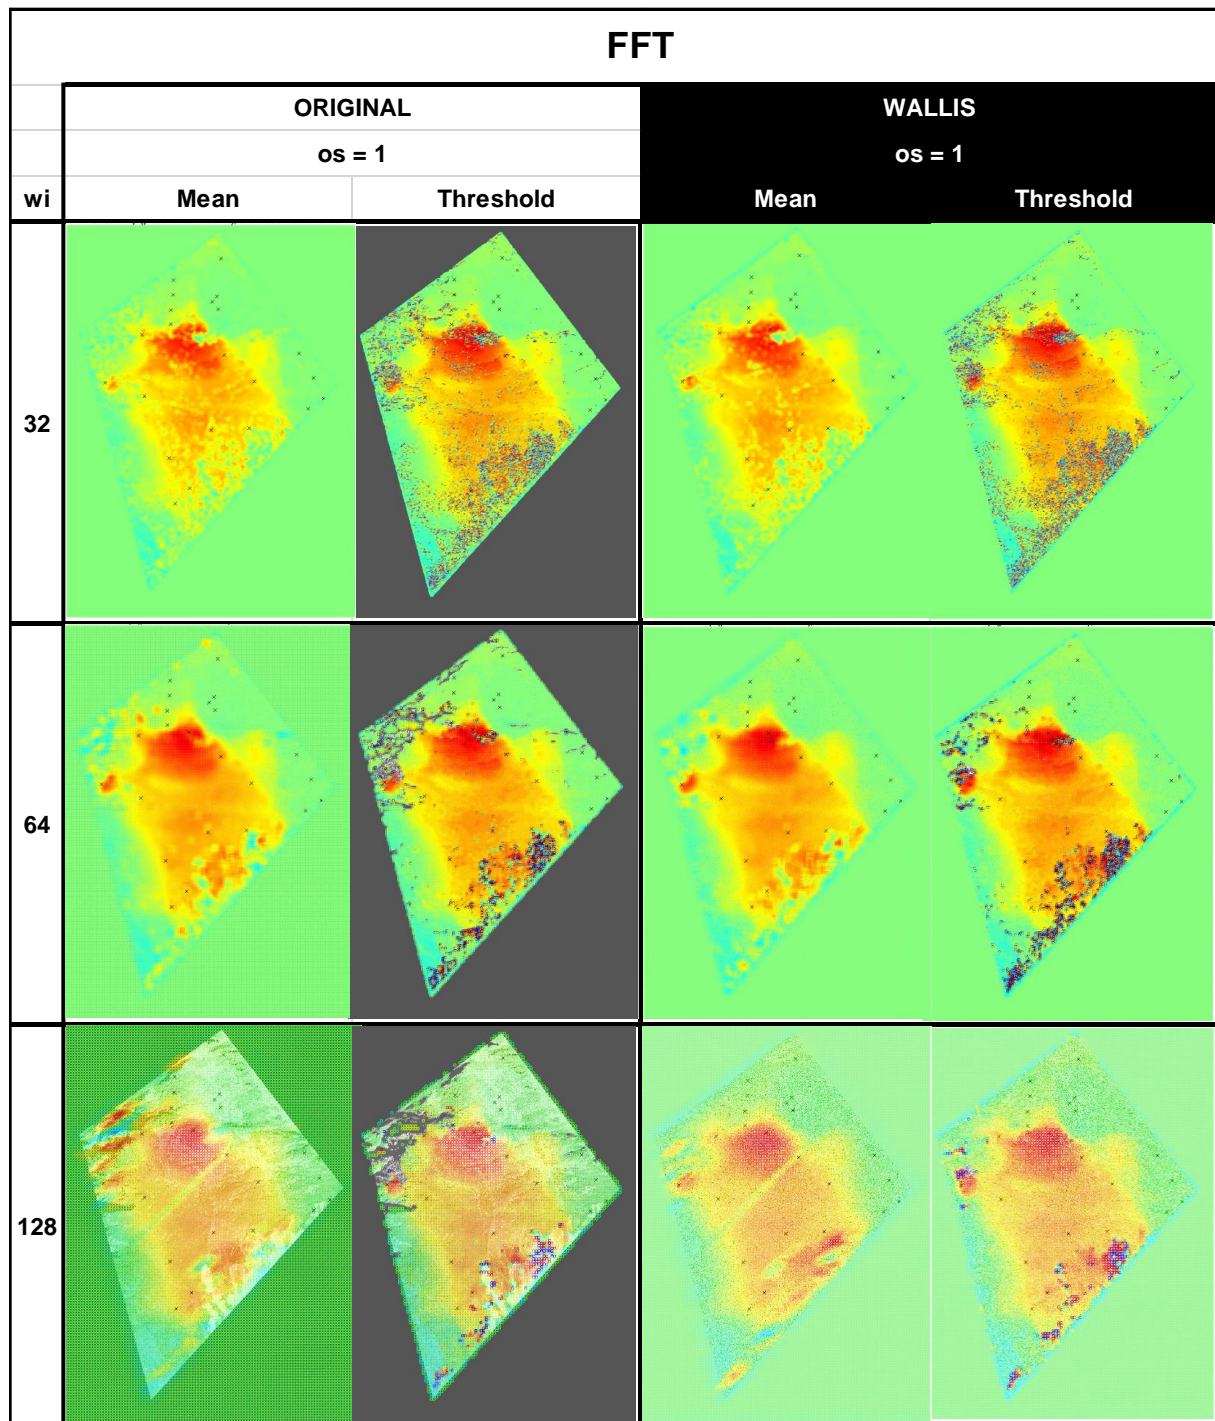 FFT
ORIGINAL WALLIS
os = 1 os = 1
wi Mean Threshold Mean Threshold
32
64
128